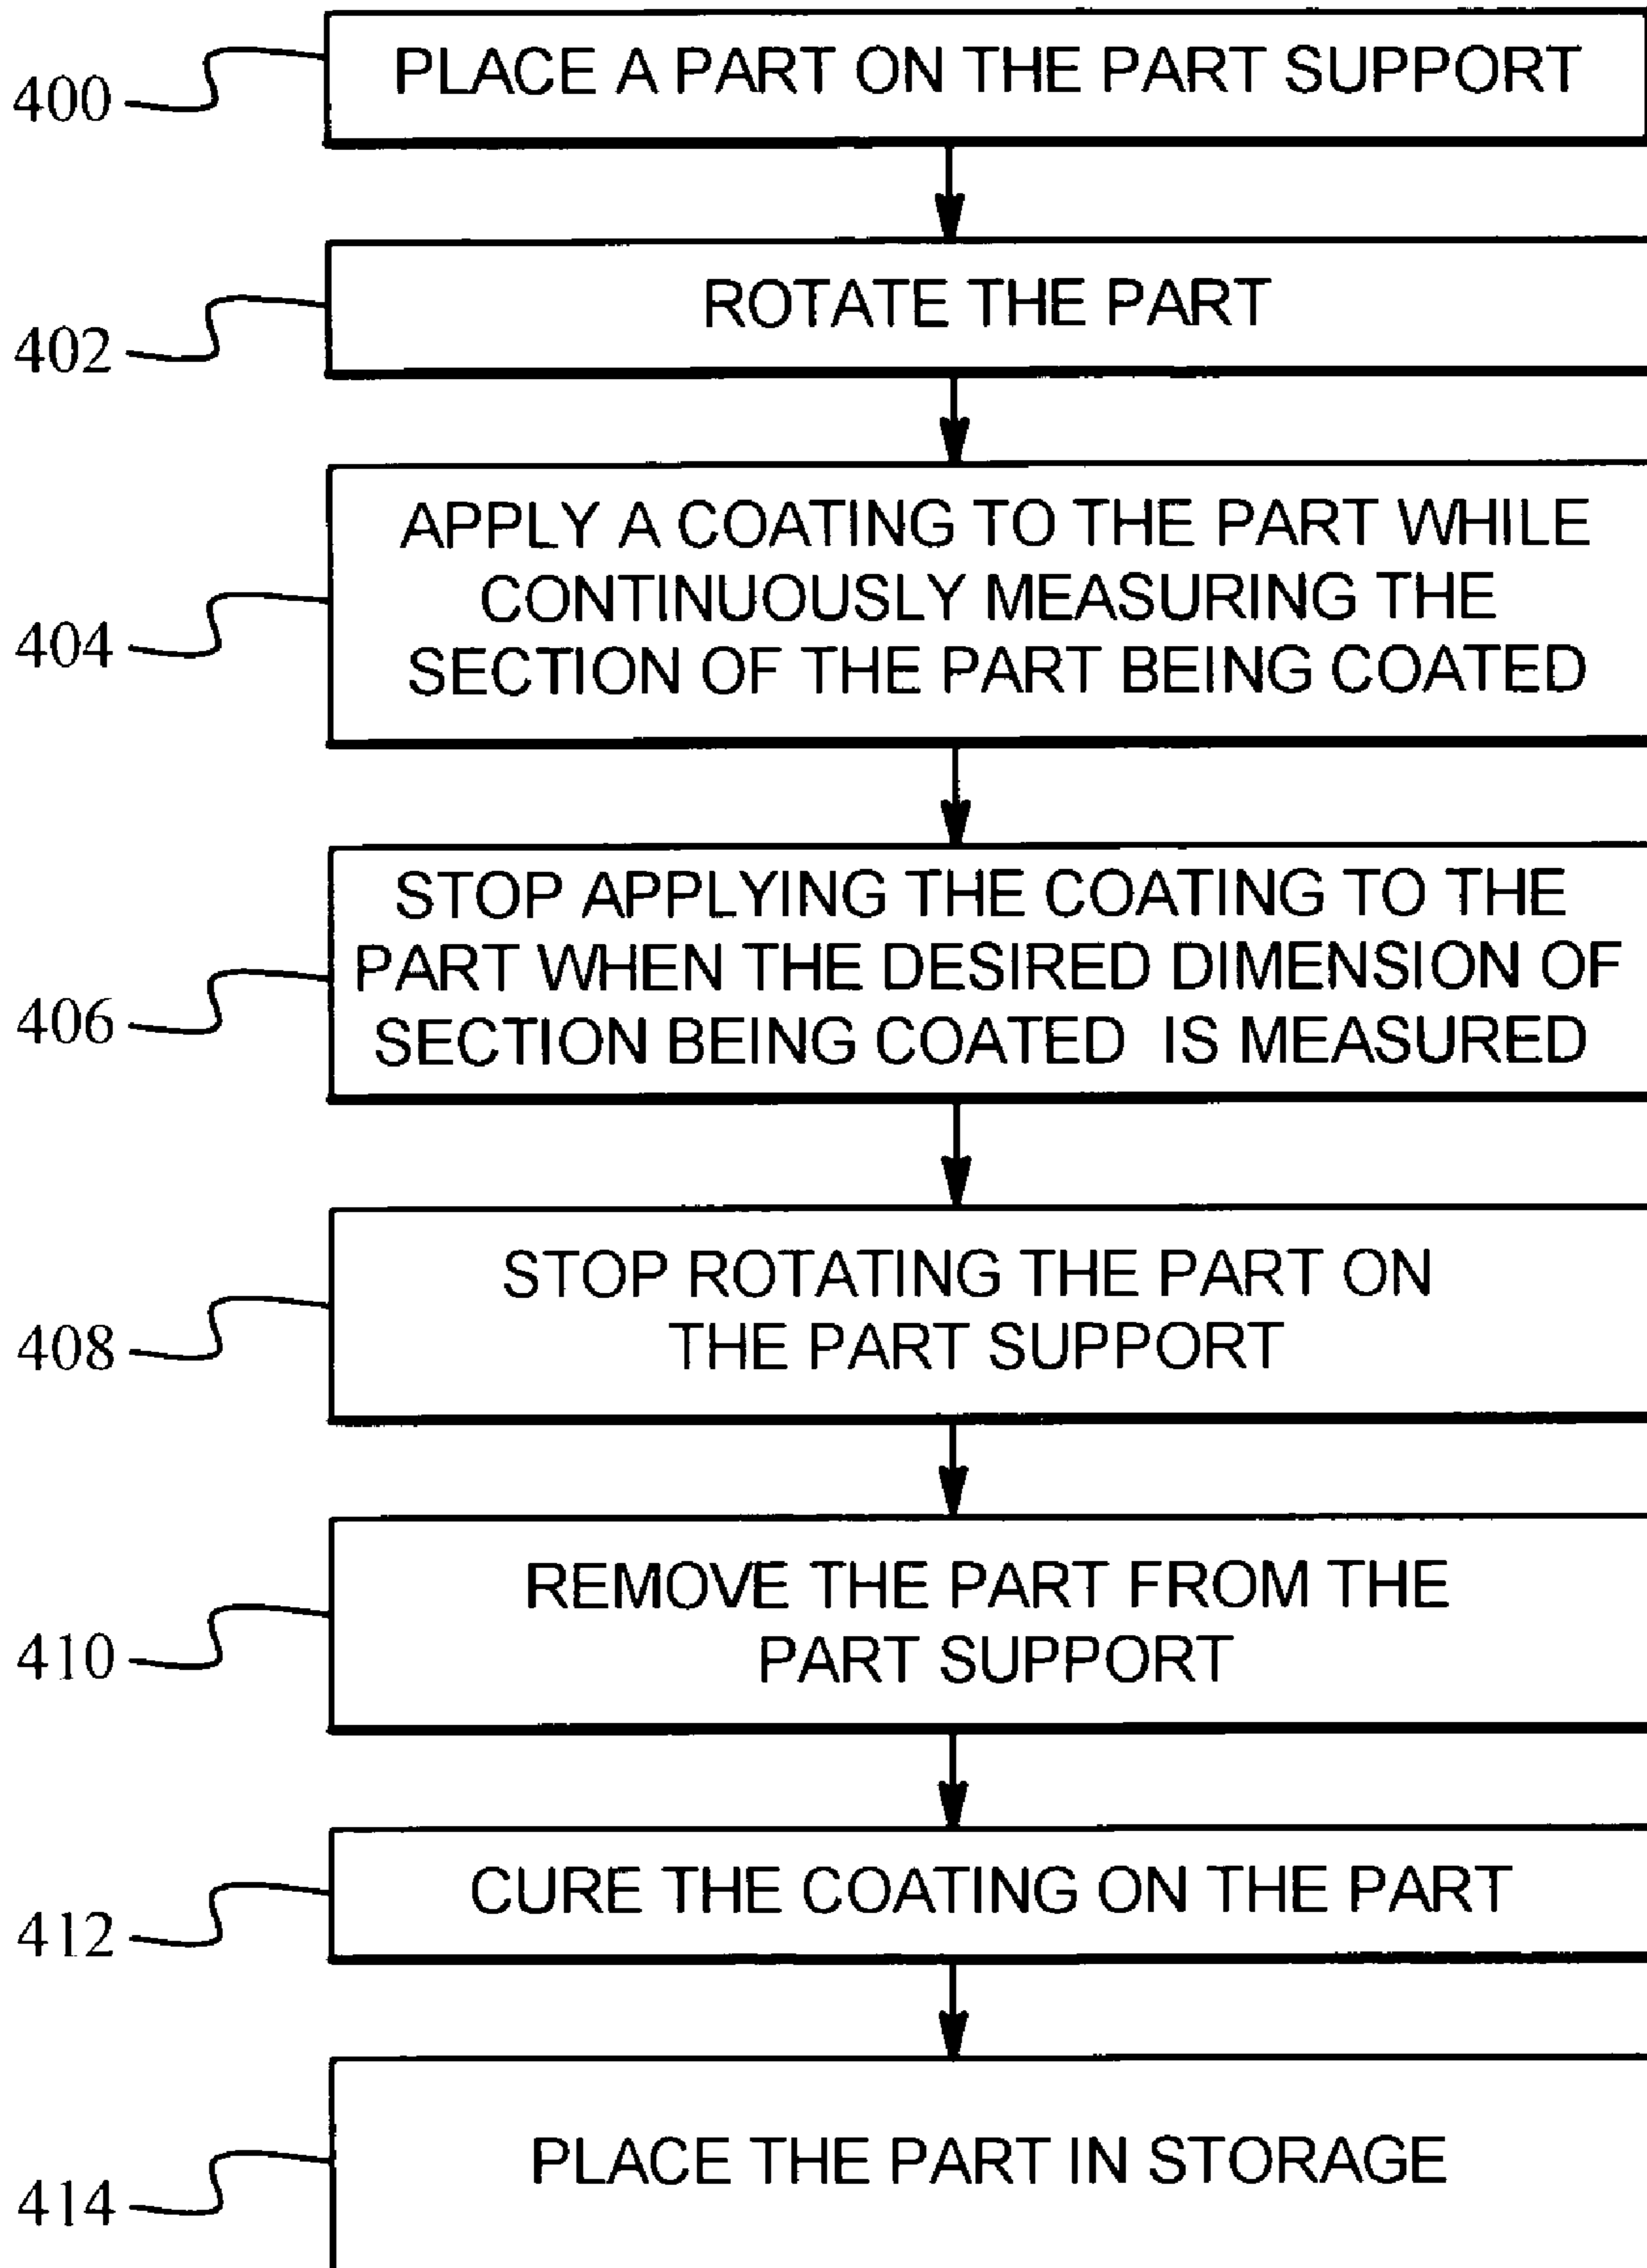 400
PLACE A PART ON THE PART SUPPORT
402
ROTATE THE PART
404
APPLY A COATING TO THE PART WHILE
CONTINUOUSLY MEASURING THE
SECTION OF THE PART BEING COATED
406
STOP APPLYING THE COATING TO THE
PART WHEN THE DESIRED DIMENSION OF
SECTION BEING COATED IS MEASURED
408
STOP ROTATING THE PART ON
THE PART SUPPORT
410
REMOVE THE PART FROM THE
PART SUPPORT
412
CURE THE COATING ON THE PART
414
PLACE THE PART IN STORAGE